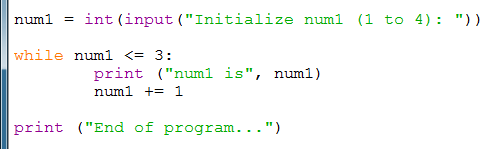 num1 = int(input("Initialize num1 (1 to 4): "))
while num1 <= 3:
        print ("num1 is", num1)
        num1 += 1
print ("End of program...")